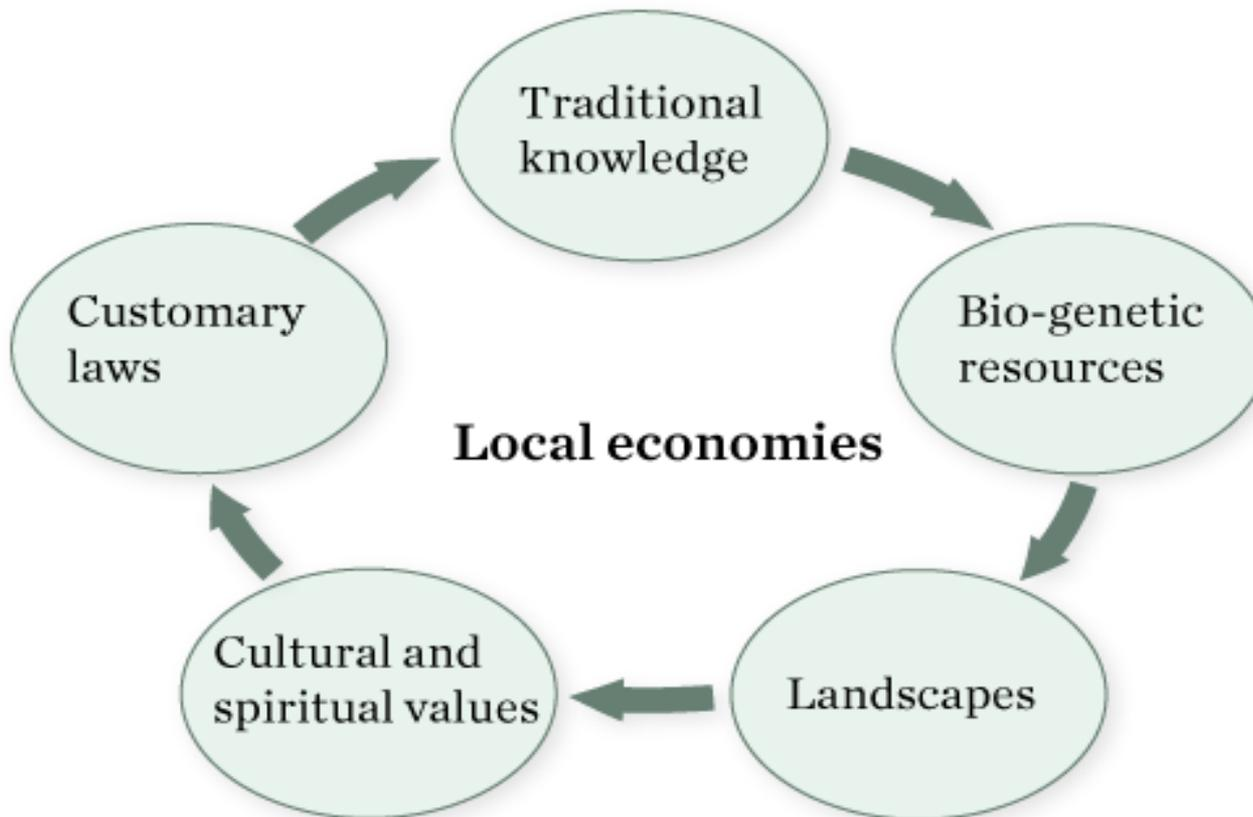 Traditional
knowledge
Bio-genetic
resources
Landscapes
Cultural and
spiritual values
Customary
laws
Local economies